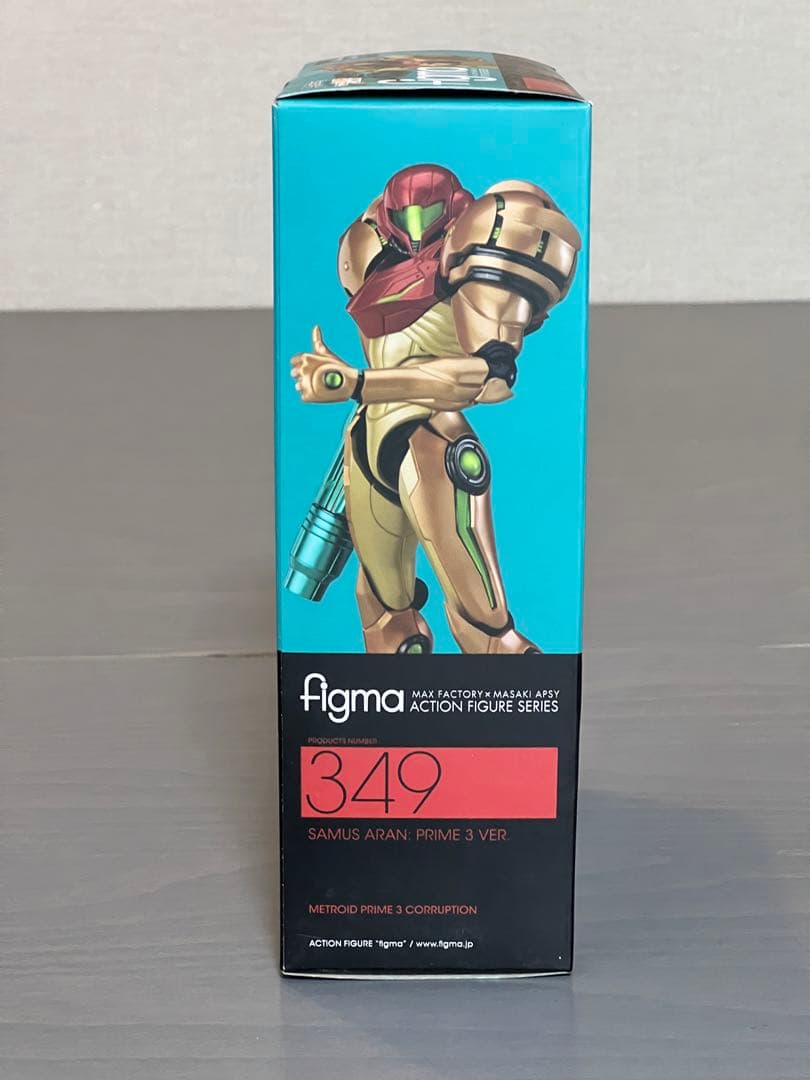 figma
figma
MAX FACTORY × MASAKI APSY
ACTION FIGURE SERIES
PRODUCTS NUMBER
349
SAMUS ARAN: PRIME 3 VER.
METROID PRIME 3 CORRUPTION
ACTION FIGURE "figma" / www.figma.jp